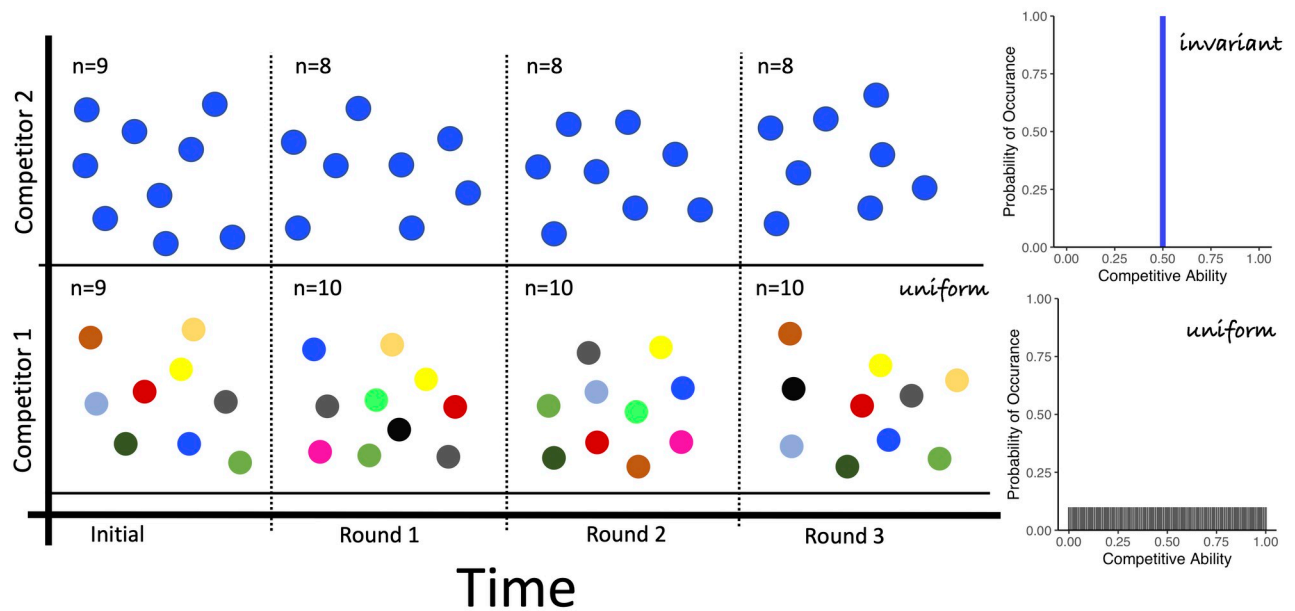 Competitor 2
n=9
n=8
n=8
n=8
Competitor 1
n=9
n=10
n=10
n=10
uniform
Initial
Round 1
Round 2
Round 3
Time
Probability of Occurance
1.00
0.75
0.50
0.25
0.00
invariant
0.00 0.25 0.50 0.75 1.00
Competitive Ability
Probability of Occurance
1.00
0.75
0.50
0.25
0.00
uniform
0.00 0.25 0.50 0.75 1.00
Competitive Ability